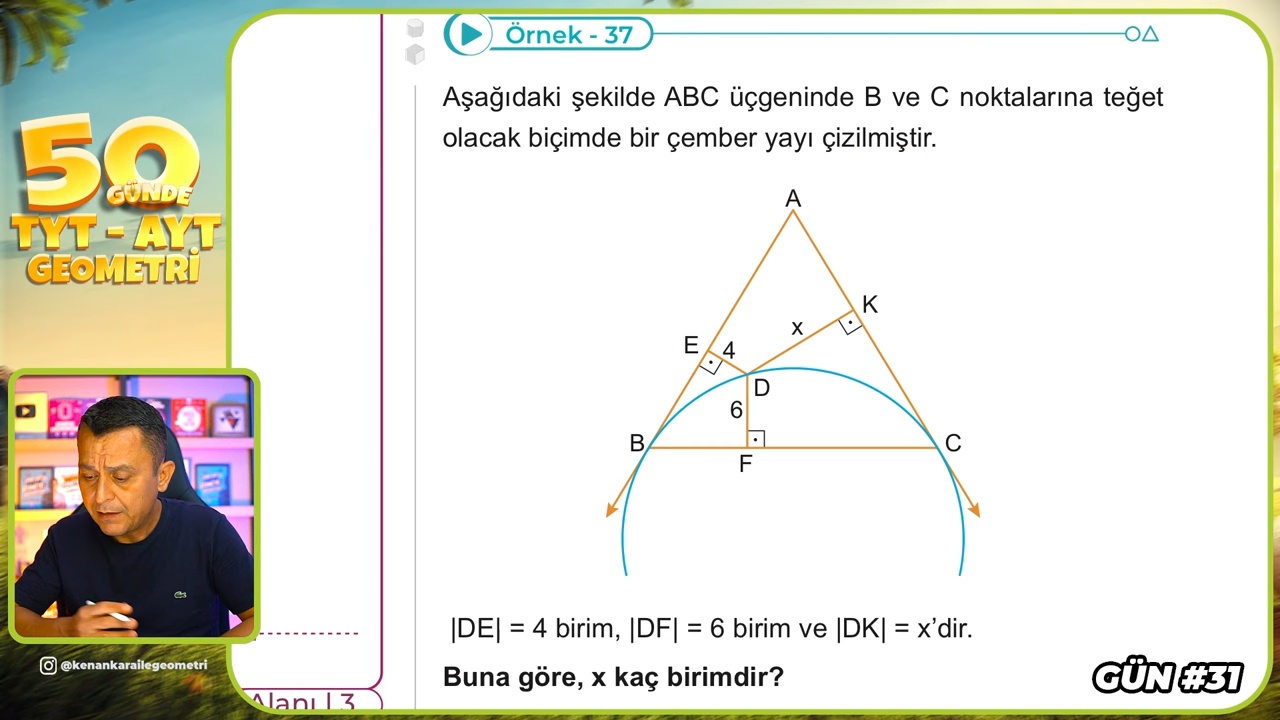 Örnek - 37
Aşağıdaki şekilde ABC üçgeninde B ve C noktalarına teğet
olacak biçimde bir çember yayı çizilmiştir.
50
GÜNDE
TYT - AYT
GEOMETRİ
A
K
x
E
4
D
6
B
C
F
|DE| = 4 birim, |DF| = 6 birim ve |DK| = x’dir.
Buna göre, x kaç birimdir?
@kenankarailegeometri
Alanı | 3
GÜN #31